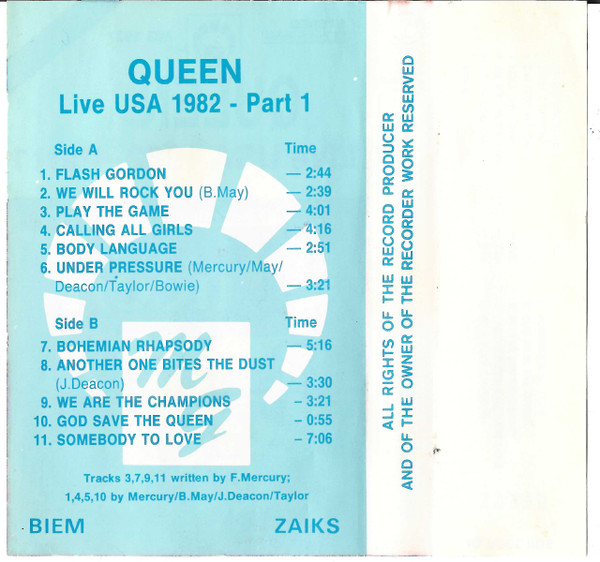 QUEEN
Live USA 1982 - Part 1
Side A Time
1. FLASH GORDON — 2:44
2. WE WILL ROCK YOU (B.May) — 2:39
3. PLAY THE GAME — 4:01
4. CALLING ALL GIRLS — 4:16
5. BODY LANGUAGE — 2:51
6. UNDER PRESSURE (Mercury/May/
Deacon/Taylor/Bowie) — 3:21
Side B Time
7. BOHEMIAN RHAPSODY — 5:16
8. ANOTHER ONE BITES THE DUST
(J.Deacon) — 3:30
9. WE ARE THE CHAMPIONS - 3:21
10. GOD SAVE THE QUEEN - 0:55
11. SOMEBODY TO LOVE - 7:06
MG
Tracks 3,7,9,11 written by F.Mercury;
1,4,5,10 by Mercury/B.May/J.Deacon/Taylor
BIEM ZAIKS
ALL RIGHTS OF THE RECORD PRODUCER
AND OF THE OWNER OF THE RECORDER WORK RESERVED